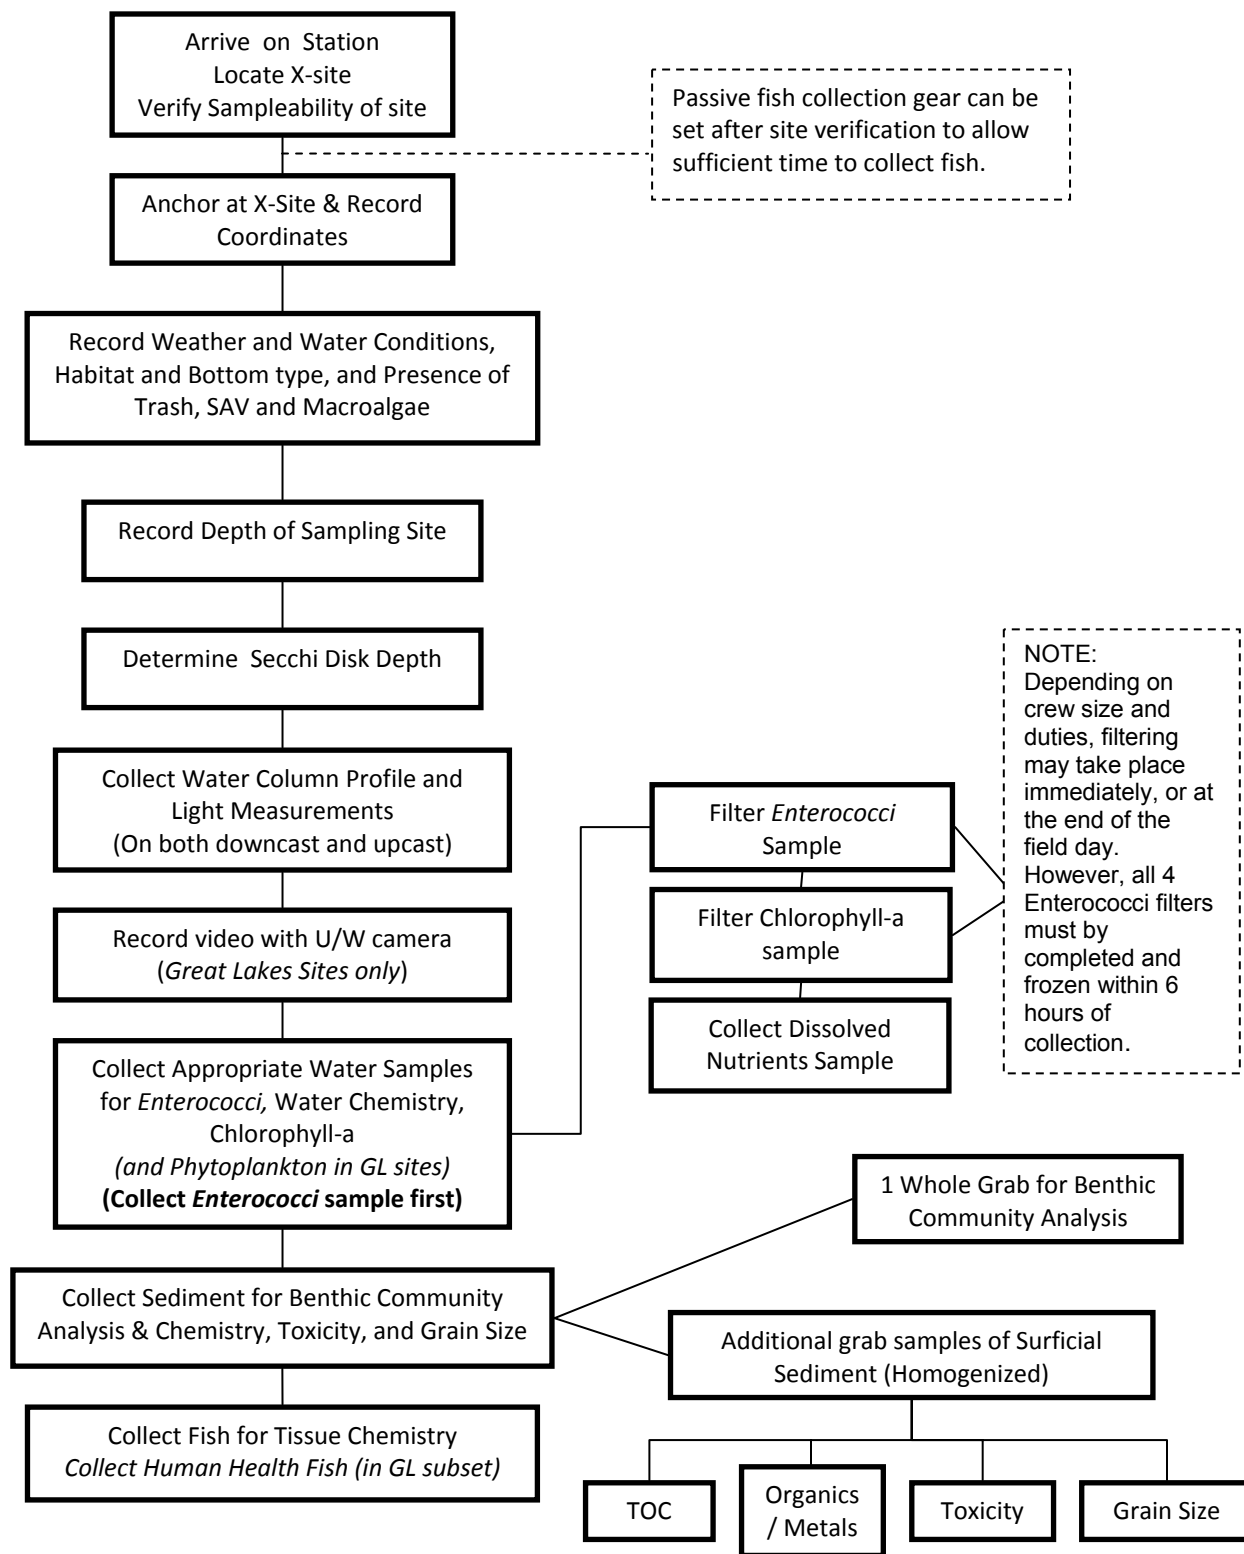 Arrive on Station
Locate X-site
Verify Sampleability of site
Passive fish collection gear can be
set after site verification to allow
sufficient time to collect fish.
Anchor at X-Site & Record
Coordinates
Record Weather and Water Conditions,
Habitat and Bottom type, and Presence of
Trash, SAV and Macroalgae
Record Depth of Sampling Site
Determine Secchi Disk Depth
Collect Water Column Profile and
Light Measurements
(On both downcast and upcast)
Record video with U/W camera
(Great Lakes Sites only)
Collect Appropriate Water Samples
for Enterococci, Water Chemistry,
Chlorophyll-a
(and Phytoplankton in GL sites)
(Collect Enterococci sample first)
Filter Enterococci
Sample
Filter Chlorophyll-a
sample
Collect Dissolved
Nutrients Sample
NOTE:
Depending on
crew size and
duties, filtering
may take place
immediately, or at
the end of the
field day.
However, all 4
Enterococci filters
must by
completed and
frozen within 6
hours of
collection.
Collect Sediment for Benthic Community
Analysis & Chemistry, Toxicity, and Grain Size
1 Whole Grab for Benthic
Community Analysis
Additional grab samples of Surficial
Sediment (Homogenized)
TOC
Organics
/ Metals
Toxicity
Grain Size
Collect Fish for Tissue Chemistry
Collect Human Health Fish (in GL subset)